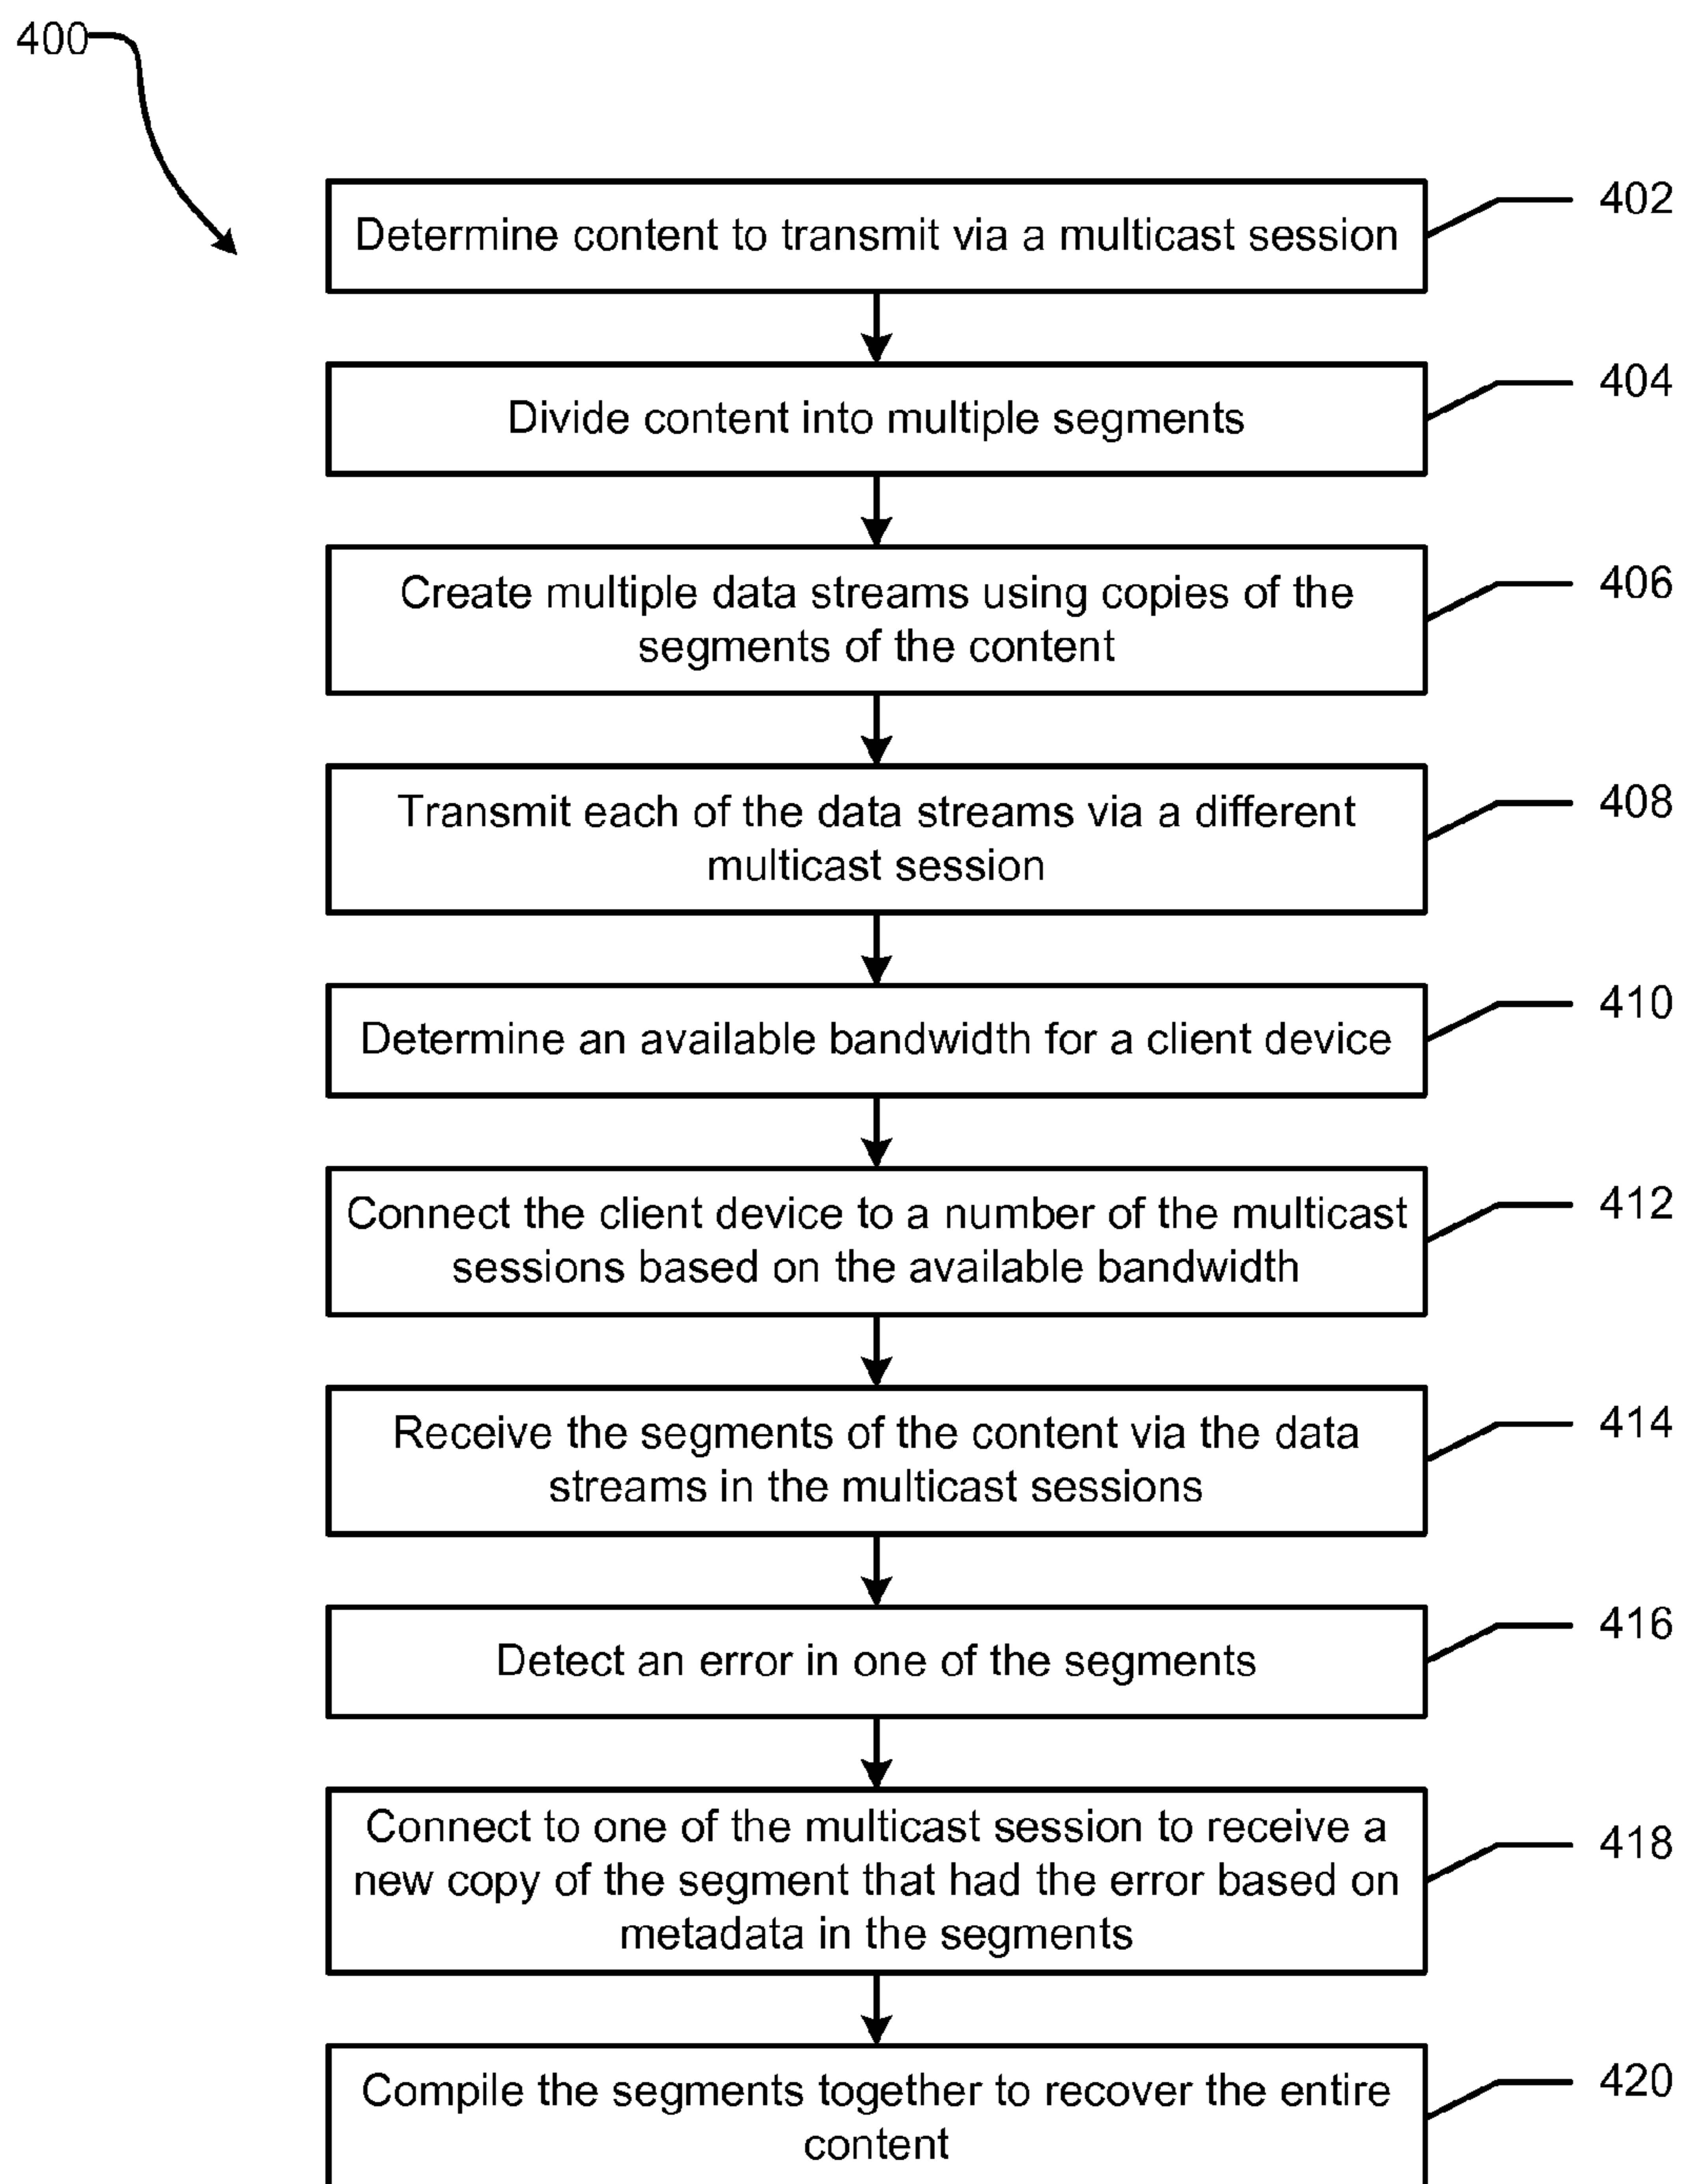 400
Determine content to transmit via a multicast session
402
Divide content into multiple segments
404
Create multiple data streams using copies of the
segments of the content
406
Transmit each of the data streams via a different
multicast session
408
Determine an available bandwidth for a client device
410
Connect the client device to a number of the multicast
sessions based on the available bandwidth
412
Receive the segments of the content via the data
streams in the multicast sessions
414
Detect an error in one of the segments
416
Connect to one of the multicast session to receive a
new copy of the segment that had the error based on
metadata in the segments
418
Compile the segments together to recover the entire
content
420